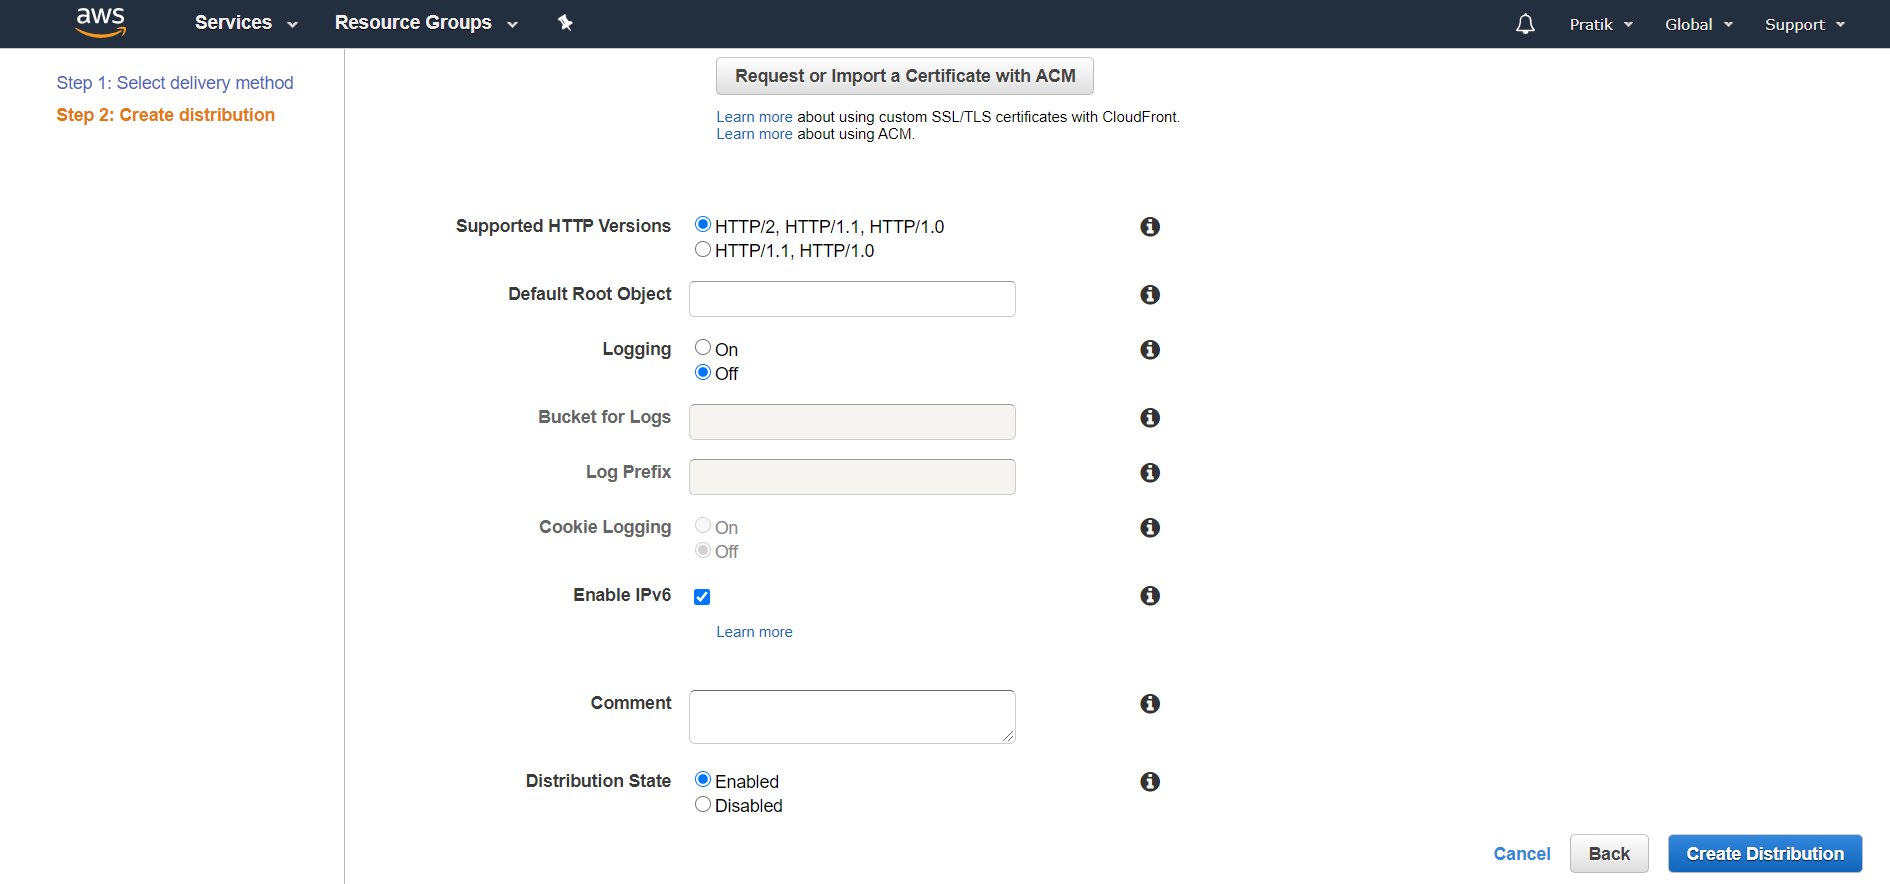 aws Services Resource Groups Pratik Global Support
Step 1: Select delivery method
Step 2: Create distribution
Request or Import a Certificate with ACM
Learn more about using custom SSL/TLS certificates with CloudFront.
Learn more about using ACM.
Supported HTTP Versions HTTP/2, HTTP/1.1, HTTP/1.0
HTTP/1.1, HTTP/1.0
Default Root Object
Logging On
Off
Bucket for Logs
Log Prefix
Cookie Logging On
Off
Enable IPv6
Learn more
Comment
Distribution State Enabled
Disabled
Cancel Back Create Distribution